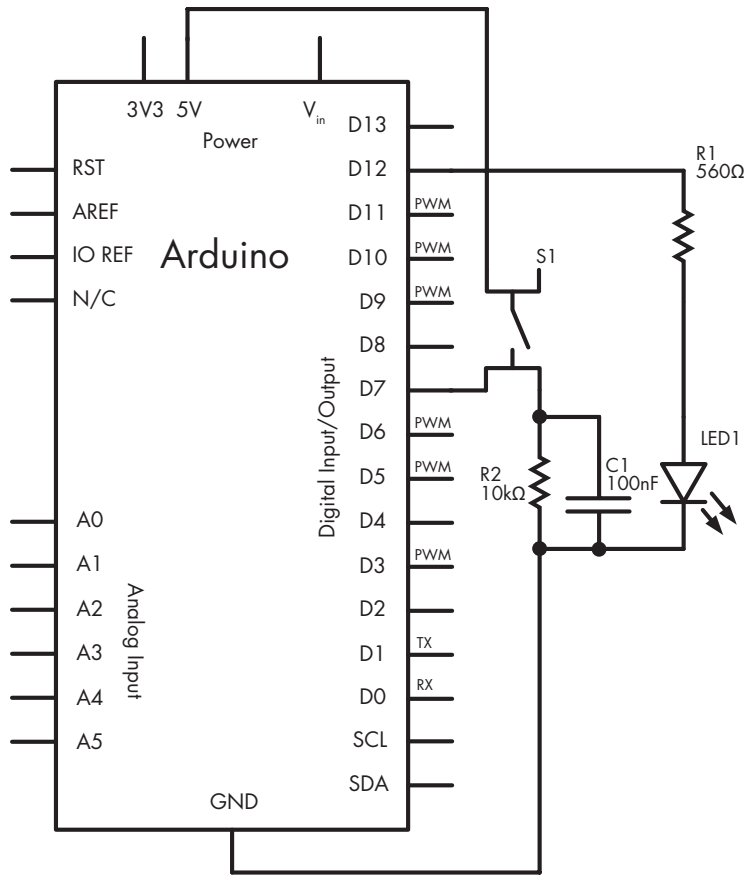 3V3 5V
V_in
Power
RST
AREF
IO REF
N/C
Arduino
D13
D12
D11 PWM
D10 PWM
D9 PWM
D8
D7
D6 PWM
D5 PWM
D4
D3 PWM
D2
D1 TX
D0 RX
SCL
SDA
Digital Input/Output
A0
A1
A2
A3
A4
A5
Analog Input
GND
S1
R1
560Ω
R2
10kΩ
C1
100nF
LED1